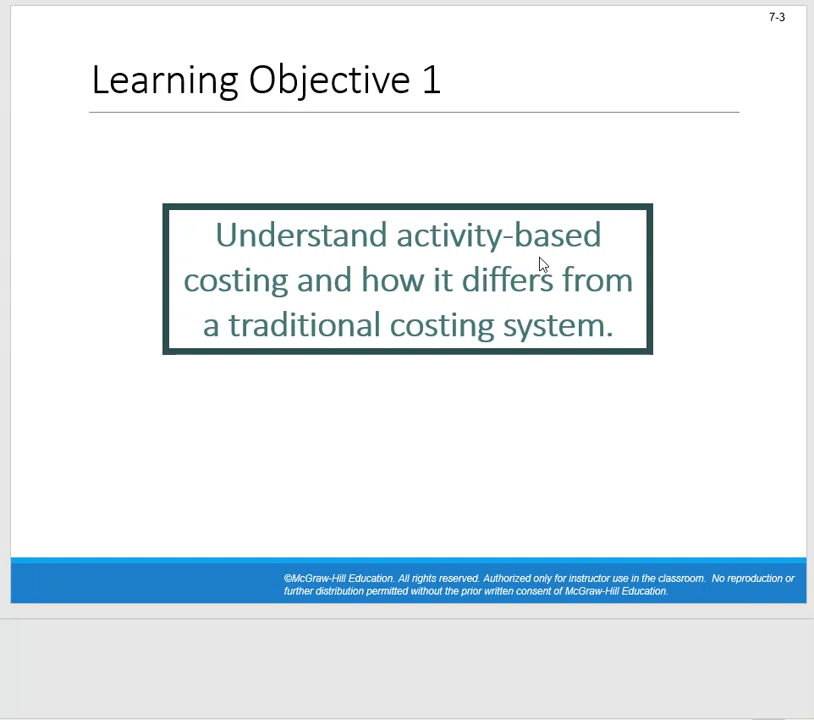 7-3
Learning Objective 1
Understand activity-based
costing and how it differs from
a traditional costing system.
©McGraw-Hill Education. All rights reserved. Authorized only for instructor use in the classroom.  No reproduction or
further distribution permitted without the prior written consent of McGraw-Hill Education.